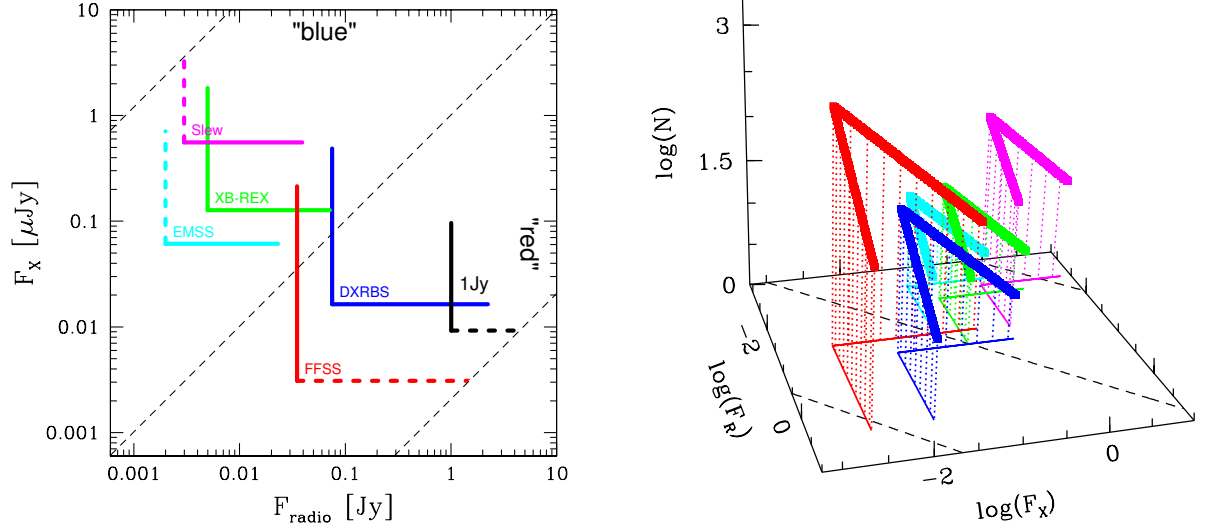 10
1
0.1
0.01
0.001
F_X [μJy]
0.001
0.01
0.1
1
10
F_radio [Jy]
"blue"
"red"
Slew
XB-REX
EMSS
DXRBS
1Jy
FFSS
3
1.5
0
log(N)
−2
0
log(F_R)
−2
0
log(F_X)